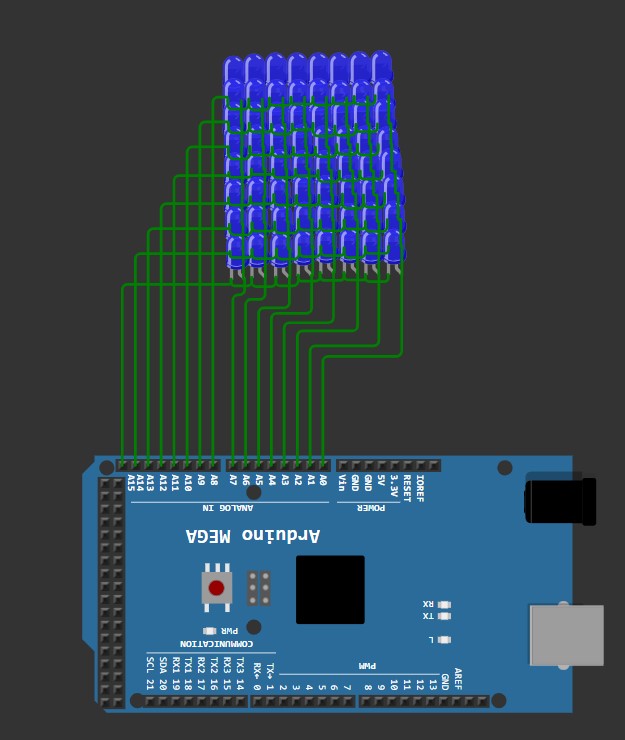 A15 A14 A13 A12 A11 A10 A9 A8 A7 A6 A5 A4 A3 A2 A1 A0 Vin GND GND 5V 3.3V RESET IOREF
ANALOG IN POWER
Arduino MEGA
RX
TX
PWR
L
COMMUNICATION
PWM
SCL 21 SDA 20 RX1 19 TX1 18 RX2 17 TX2 16 RX3 15 TX3 14 RX← 0 TX→ 1 2 3 4 5 6 7 8 9 10 11 12 13 GND AREF